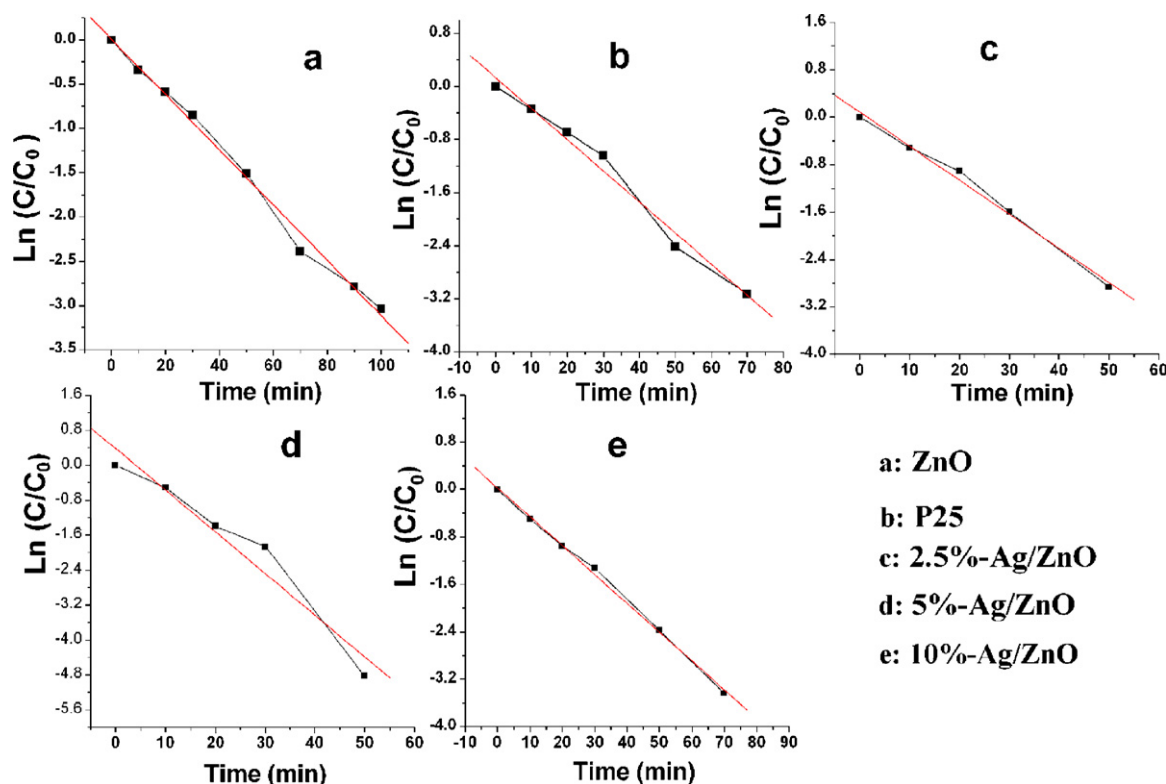 a
Ln (C/C0)
0.0
-0.5
-1.0
-1.5
-2.0
-2.5
-3.0
-3.5
0 20 40 60 80 100
Time (min)
b
Ln (C/C0)
0.8
0.0
-0.8
-1.6
-2.4
-3.2
-4.0
-10 0 10 20 30 40 50 60 70 80
Time (min)
c
Ln (C/C0)
1.6
0.8
0.0
-0.8
-1.6
-2.4
-3.2
-4.0
0 10 20 30 40 50 60
Time (min)
d
Ln (C/C0)
1.6
0.8
0.0
-0.8
-1.6
-2.4
-3.2
-4.0
-4.8
-5.6
0 10 20 30 40 50 60
Time (min)
e
Ln (C/C0)
1.6
0.8
0.0
-0.8
-1.6
-2.4
-3.2
-4.0
-10 0 10 20 30 40 50 60 70 80 90
Time (min)
a: ZnO
b: P25
c: 2.5%-Ag/ZnO
d: 5%-Ag/ZnO
e: 10%-Ag/ZnO